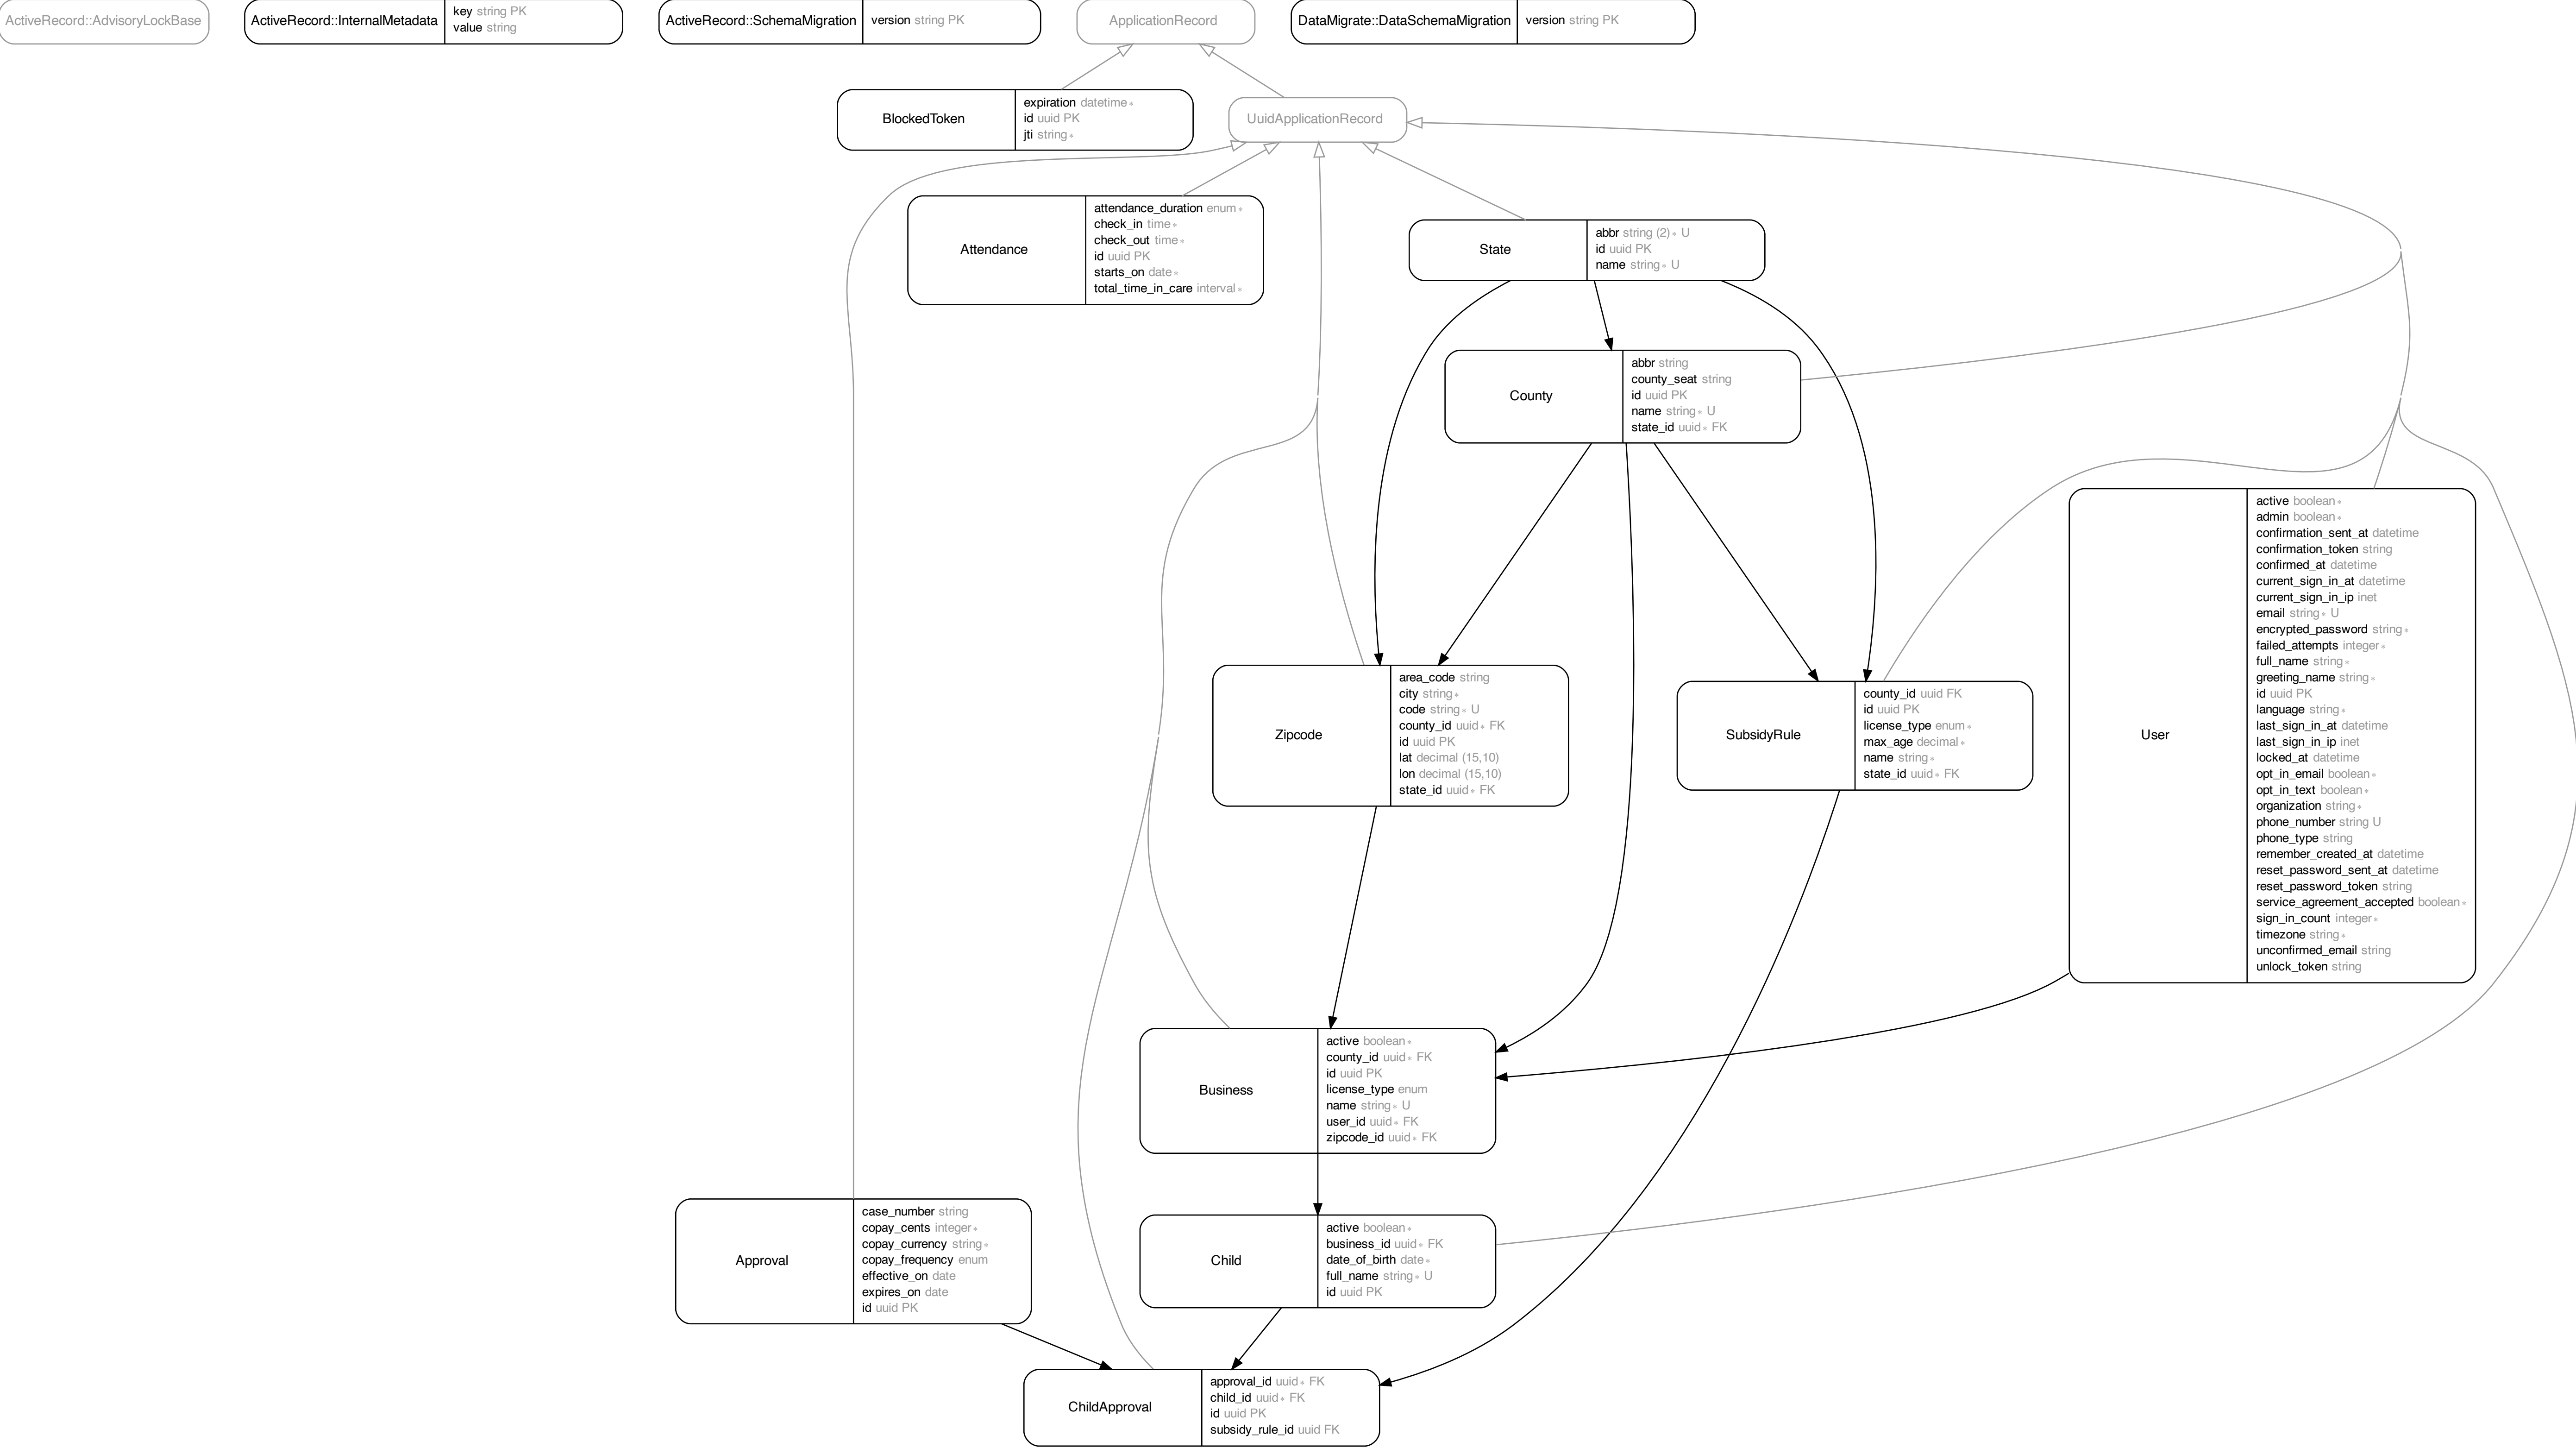 ActiveRecord::AdvisoryLockBase
ActiveRecord::InternalMetadata
key string PK
value string
ActiveRecord::SchemaMigration
version string PK
ApplicationRecord
DataMigrate::DataSchemaMigration
version string PK
BlockedToken
expiration datetime *
id uuid PK
jti string *
UuidApplicationRecord
Attendance
attendance_duration enum *
check_in time *
check_out time *
id uuid PK
starts_on date *
total_time_in_care interval *
State
abbr string (2) * U
id uuid PK
name string * U
County
abbr string
county_seat string
id uuid PK
name string * U
state_id uuid * FK
Zipcode
area_code string
city string *
code string * U
county_id uuid * FK
id uuid PK
lat decimal (15,10)
lon decimal (15,10)
state_id uuid * FK
SubsidyRule
county_id uuid FK
id uuid PK
license_type enum *
max_age decimal *
name string *
state_id uuid * FK
User
active boolean *
admin boolean *
confirmation_sent_at datetime
confirmation_token string
confirmed_at datetime
current_sign_in_at datetime
current_sign_in_ip inet
email string * U
encrypted_password string *
failed_attempts integer *
full_name string *
greeting_name string *
id uuid PK
language string *
last_sign_in_at datetime
last_sign_in_ip inet
locked_at datetime
opt_in_email boolean *
opt_in_text boolean *
organization string *
phone_number string U
phone_type string
remember_created_at datetime
reset_password_sent_at datetime
reset_password_token string
service_agreement_accepted boolean *
sign_in_count integer *
timezone string *
unconfirmed_email string
unlock_token string
Business
active boolean *
county_id uuid * FK
id uuid PK
license_type enum
name string * U
user_id uuid * FK
zipcode_id uuid * FK
Approval
case_number string
copay_cents integer *
copay_currency string *
copay_frequency enum
effective_on date
expires_on date
id uuid PK
Child
active boolean *
business_id uuid * FK
date_of_birth date *
full_name string * U
id uuid PK
ChildApproval
approval_id uuid * FK
child_id uuid * FK
id uuid PK
subsidy_rule_id uuid FK